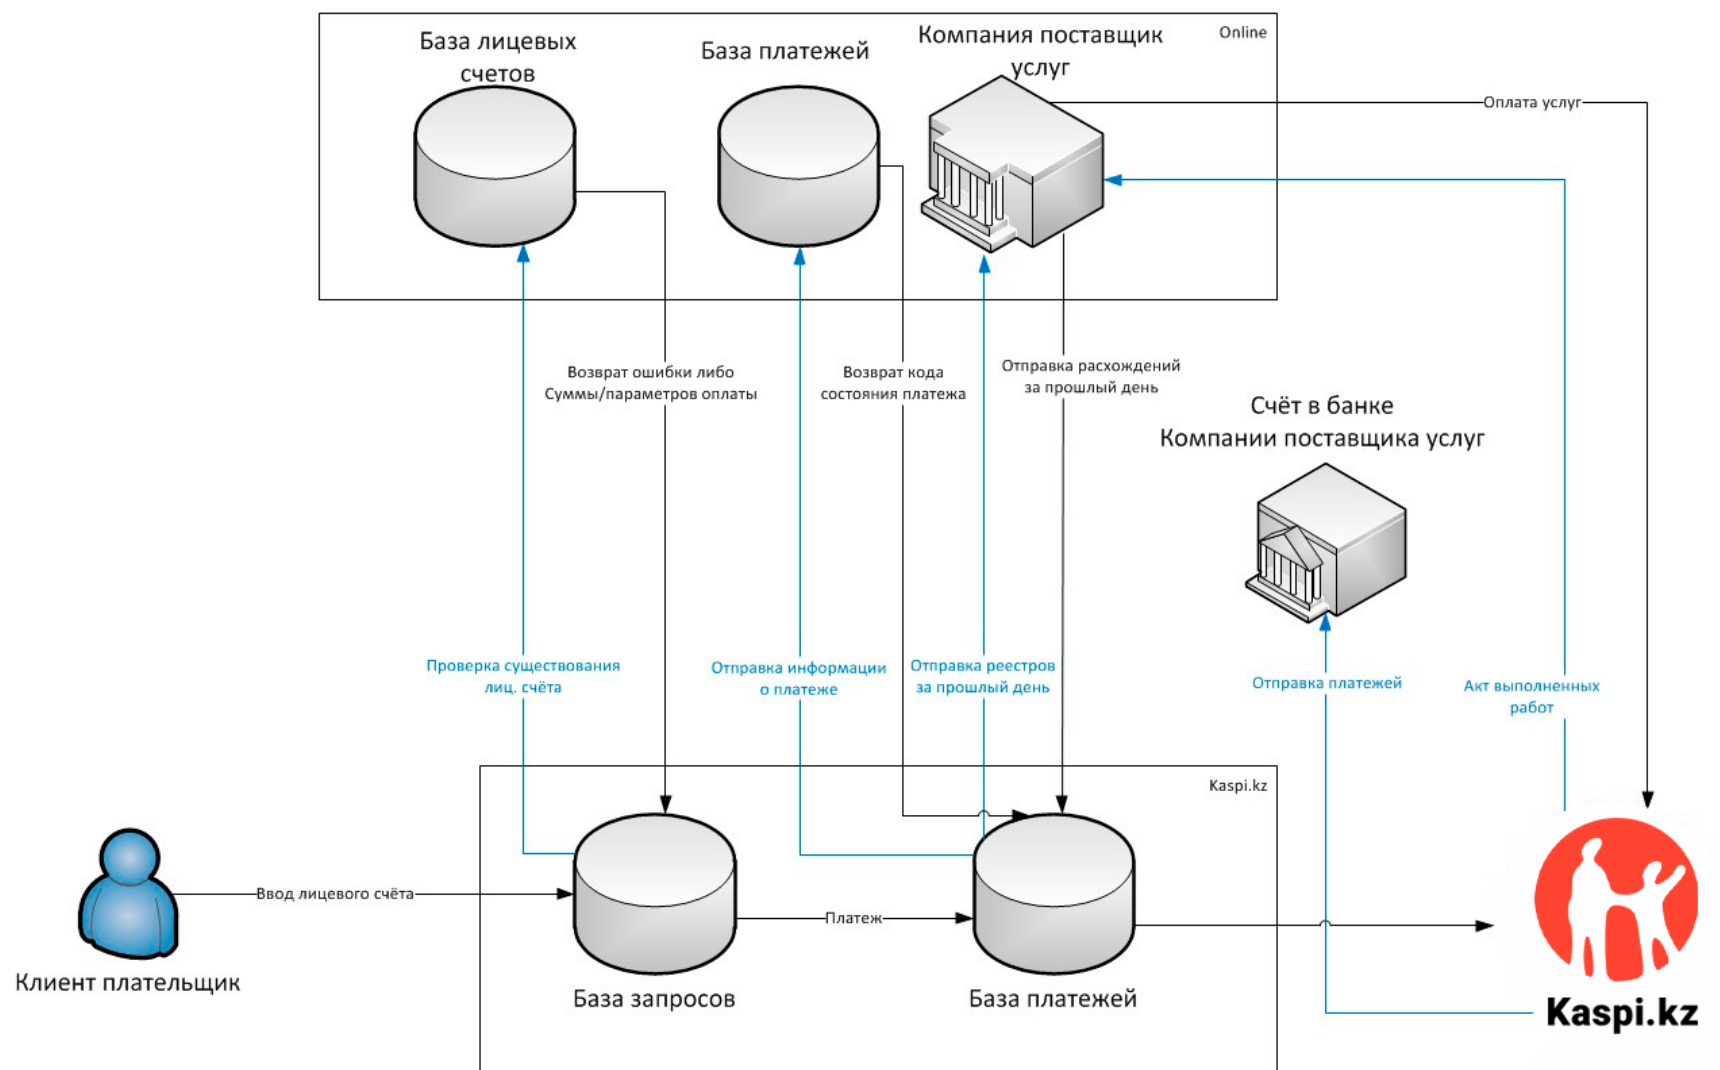 База лицевых
счетов
База платежей
Компания поставщик
услуг
Online
Оплата услуг
Возврат ошибки либо
Суммы/параметров оплаты
Возврат кода
состояния платежа
Отправка расхождений
за прошлый день
Счёт в банке
Компании поставщика услуг
Проверка существования
лиц. счёта
Отправка информации
о платеже
Отправка реестров
за прошлый день
Отправка платежей
Акт выполненных
работ
Kaspi.kz
Ввод лицевого счёта
Платеж
Клиент плательщик
База запросов
База платежей
Kaspi.kz